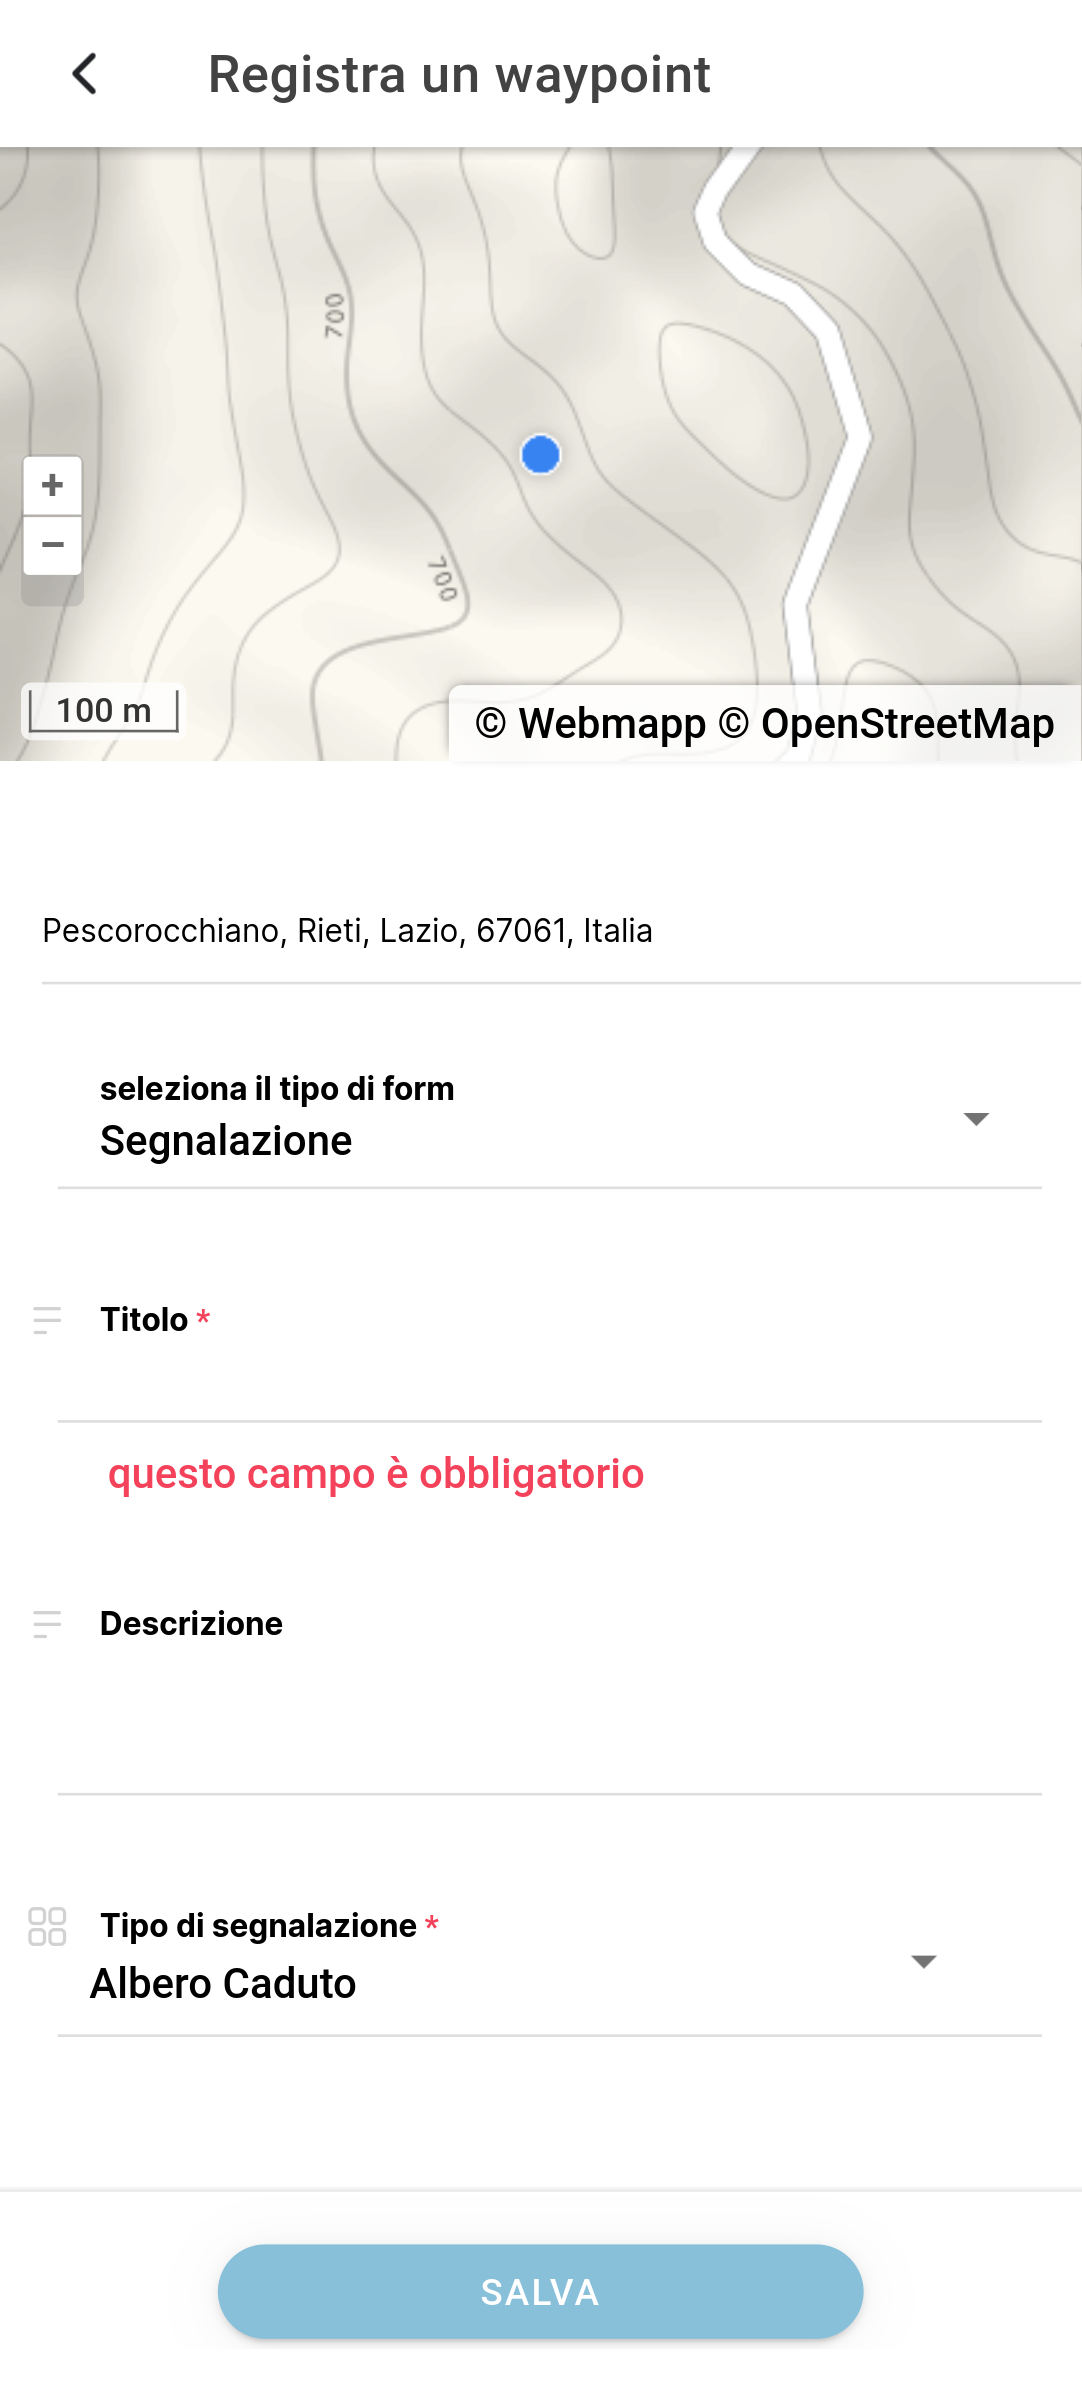 Registra un waypoint
700
+
−
700
100 m
© Webmapp © OpenStreetMap
Pescorocchiano, Rieti, Lazio, 67061, Italia
seleziona il tipo di form
Segnalazione
Titolo *
questo campo è obbligatorio
Descrizione
Tipo di segnalazione *
Albero Caduto
SALVA